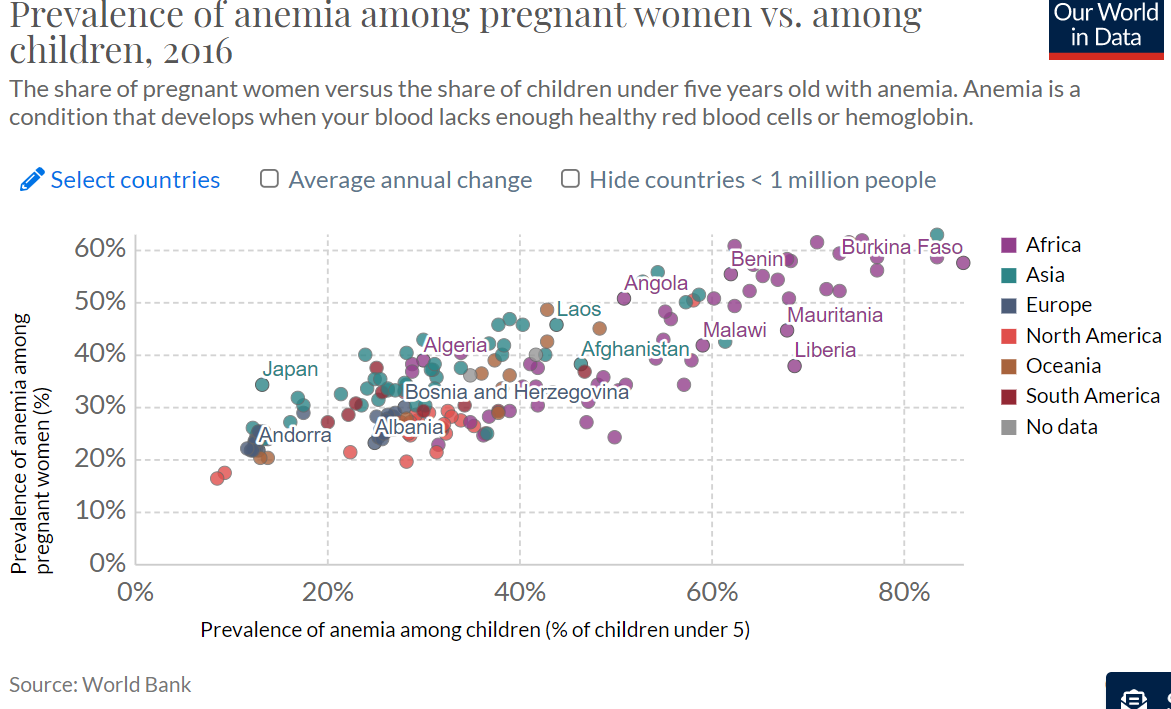 Prevalence of anemia among pregnant women vs. among
children, 2016
Our World
in Data
The share of pregnant women versus the share of children under five years old with anemia. Anemia is a
condition that develops when your blood lacks enough healthy red blood cells or hemoglobin.
Select countries
Average annual change
Hide countries < 1 million people
Prevalence of anemia among
pregnant women (%)
60%
50%
40%
30%
20%
10%
0%
Burkina Faso
Benin
Angola
Laos
Mauritania
Malawi
Algeria
Afghanistan
Liberia
Japan
Bosnia and Herzegovina
Albania
Andorra
0%
20%
40%
60%
80%
Prevalence of anemia among children (% of children under 5)
Africa
Asia
Europe
North America
Oceania
South America
No data
Source: World Bank